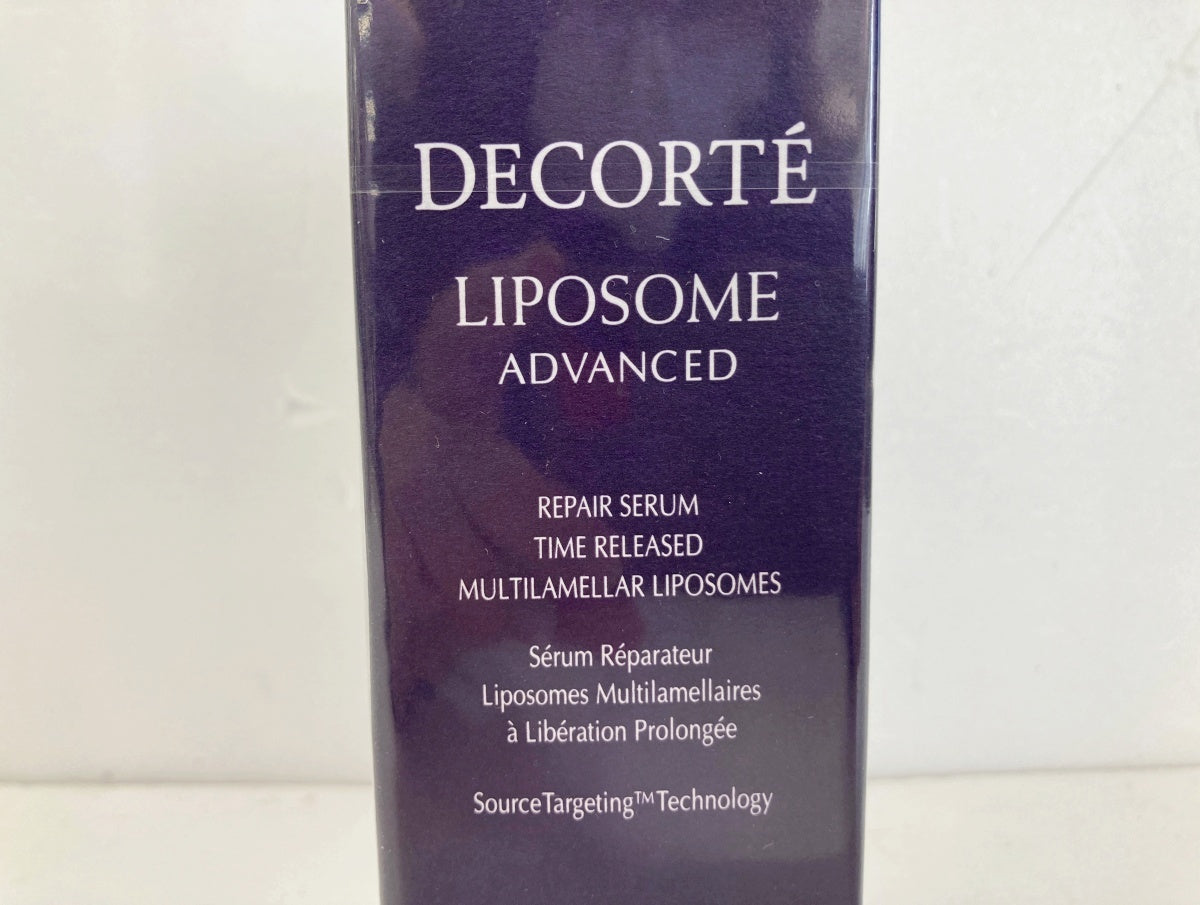 DECORTÉ
LIPOSOME
ADVANCED
REPAIR SERUM
TIME RELEASED
MULTILAMELLAR LIPOSOMES
Sérum Réparateur
Liposomes Multilamellaires
à Libération Prolongée
SourceTargeting™Technology